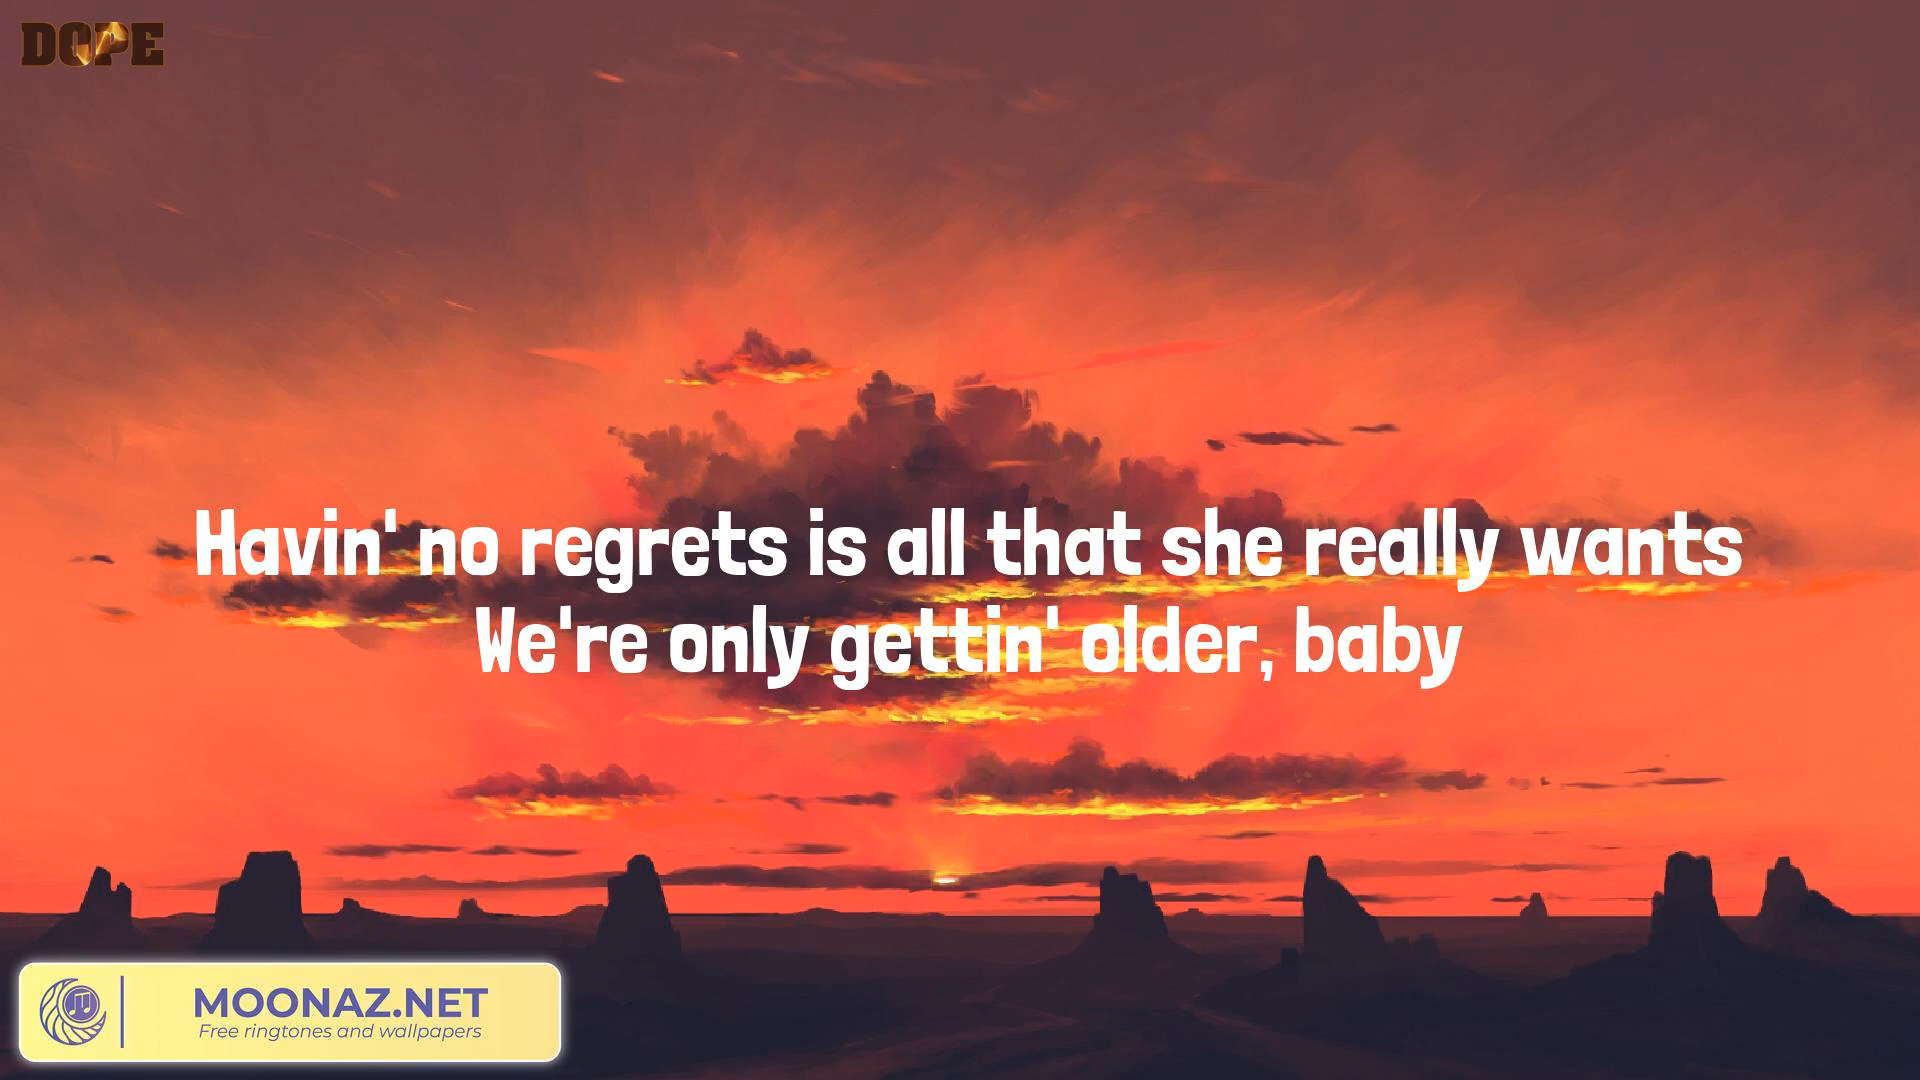 DOPE
Havin' no regrets is all that she really wants
We're only gettin' older, baby
MOONAZ.NET
Free ringtones and wallpapers